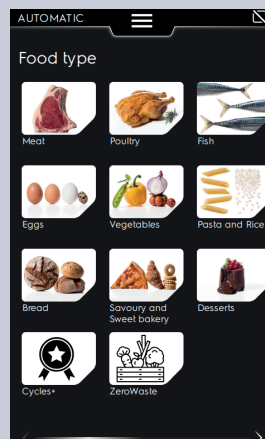 AUTOMATIC
Food type
Meat
Poultry
Fish
Eggs
Vegetables
Pasta and Rice
Bread
Savoury and
Sweet bakery
Desserts
Cycles+
ZeroWaste